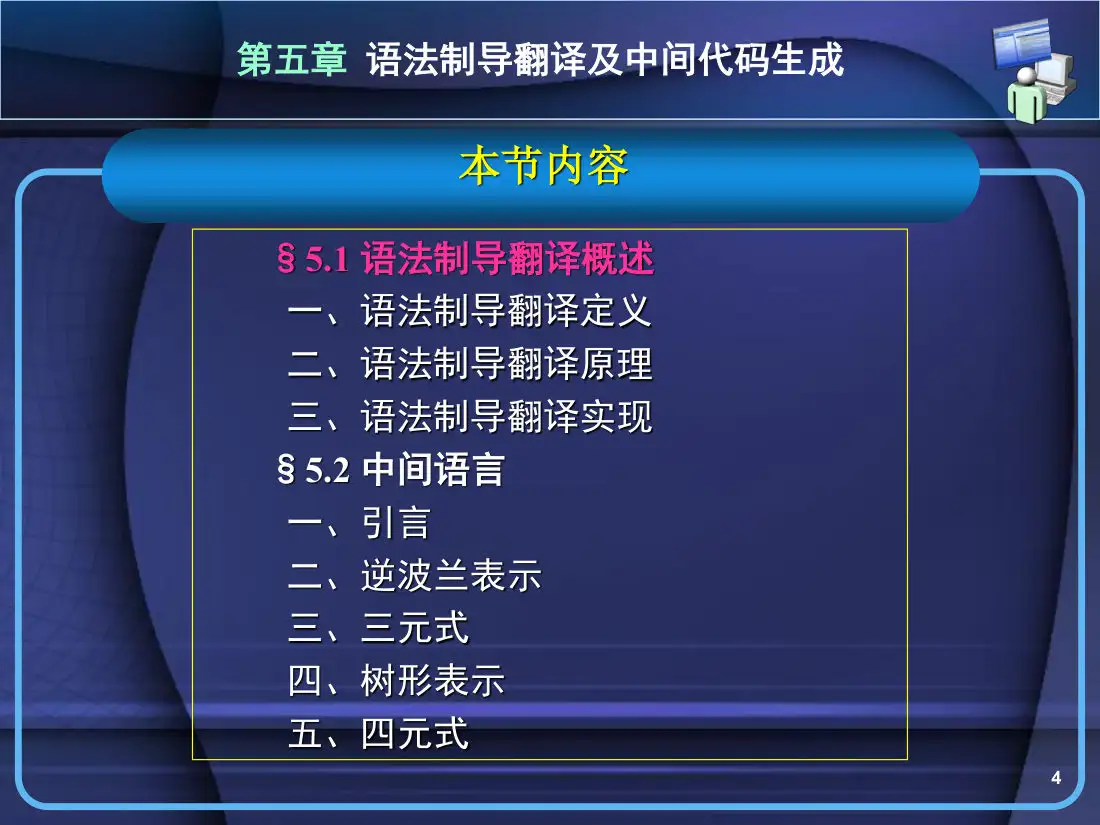 第五章 语法制导翻译及中间代码生成
本节内容
§5.1 语法制导翻译概述
一、语法制导翻译定义
二、语法制导翻译原理
三、语法制导翻译实现
§5.2 中间语言
一、引言
二、逆波兰表示
三、三元式
四、树形表示
五、四元式
4